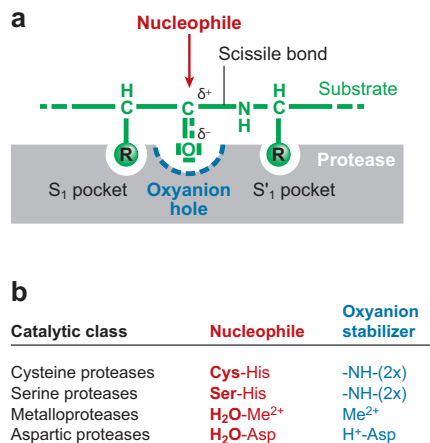 a
Nucleophile
Scissile bond
H
C
δ⁺
C
N
H
H
C
Substrate
δ⁻
R
O
R
Protease
S₁ pocket
Oxyanion
hole
S'₁ pocket
b
Oxyanion
Catalytic class Nucleophile stabilizer
Cysteine proteases Cys-His -NH-(2x)
Serine proteases Ser-His -NH-(2x)
Metalloproteases H₂O-Me²⁺ Me²⁺
Aspartic proteases H₂O-Asp H⁺-Asp